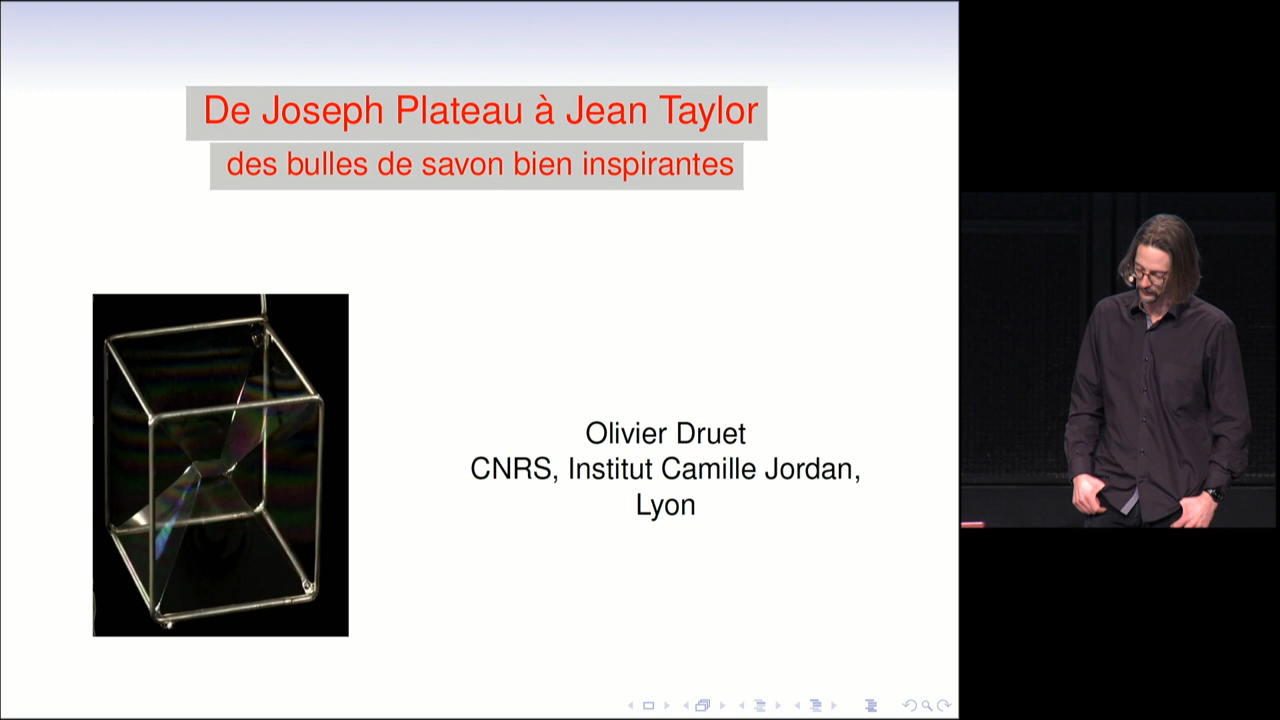 De Joseph Plateau à Jean Taylor
des bulles de savon bien inspirantes
Olivier Druet
CNRS, Institut Camille Jordan,
Lyon